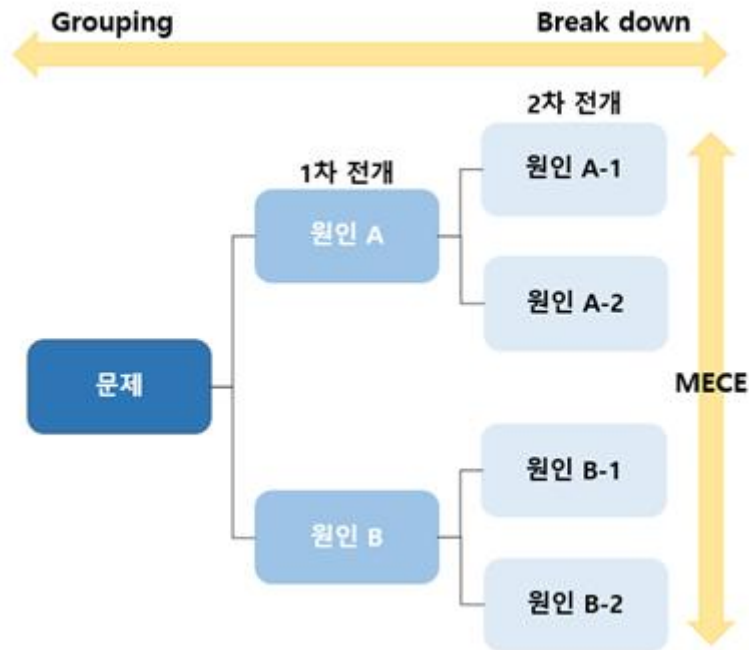 Grouping
Break down
2차 전개
원인 A-1
1차 전개
원인 A
원인 A-2
문제
MECE
원인 B-1
원인 B
원인 B-2